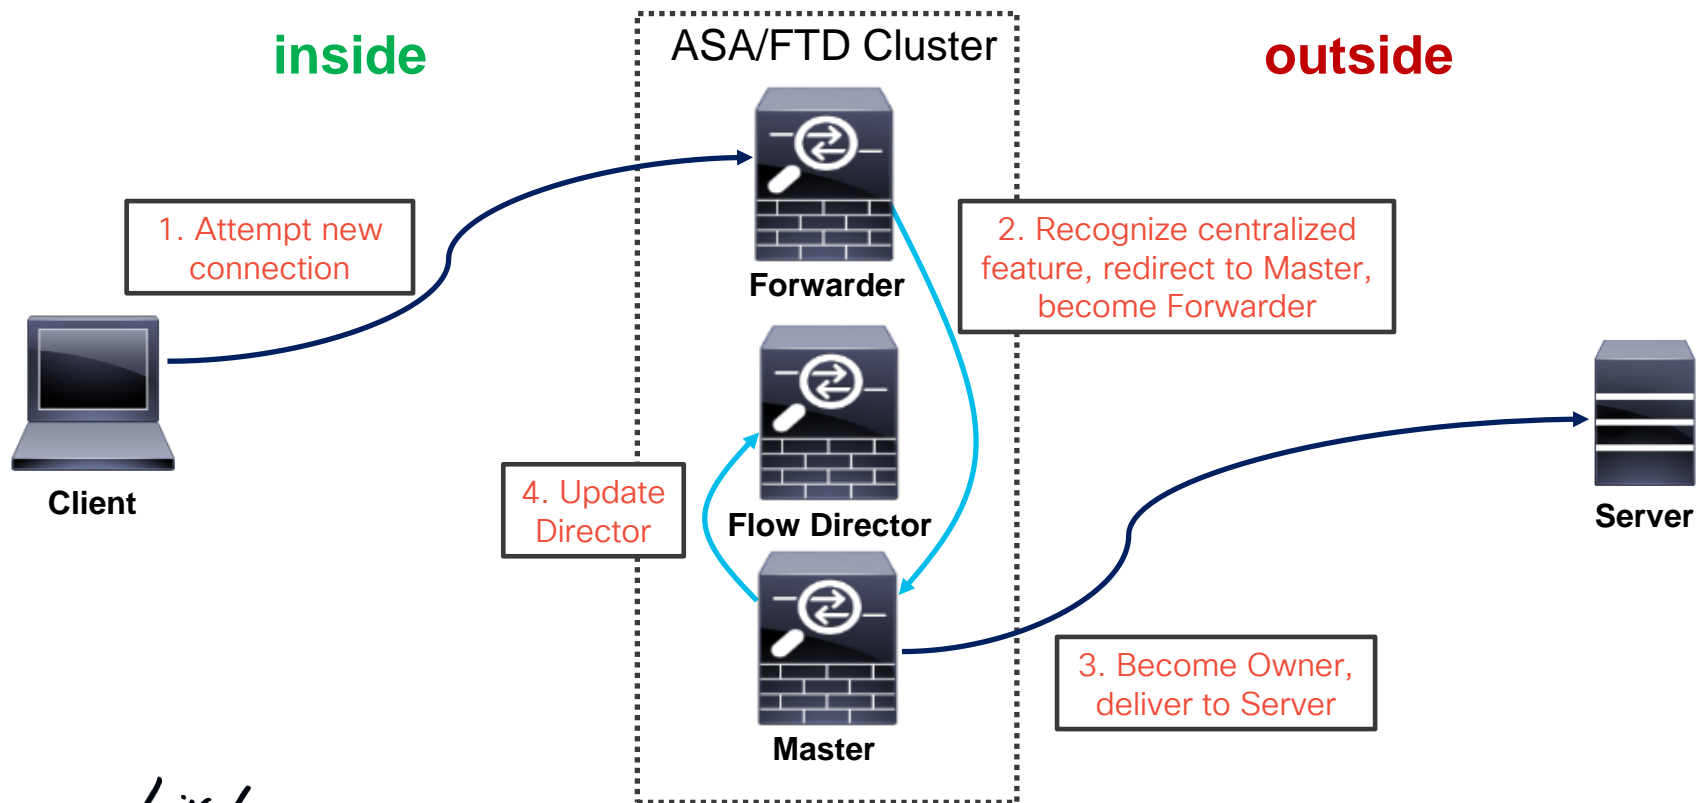 inside
ASA/FTD Cluster
outside
1. Attempt new
connection
2. Recognize centralized
feature, redirect to Master,
become Forwarder
Forwarder
Client
4. Update
Director
Flow Director
Server
3. Become Owner,
deliver to Server
Master